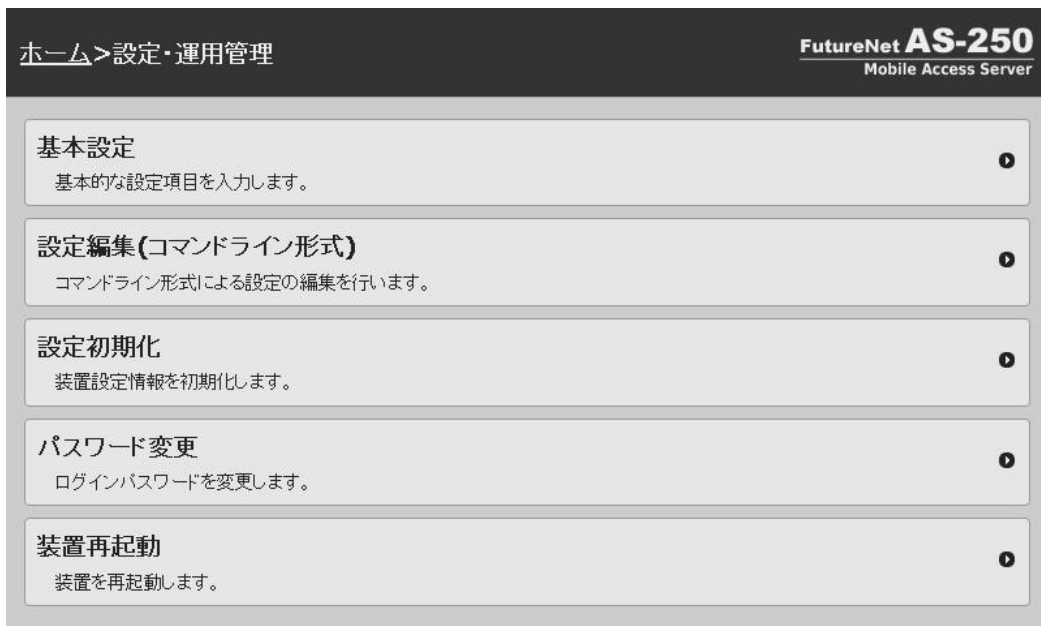 ホーム>設定・運用管理
FutureNet AS-250
Mobile Access Server
基本設定
基本的な設定項目を入力します。
設定編集(コマンドライン形式)
コマンドライン形式による設定の編集を行います。
設定初期化
装置設定情報を初期化します。
パスワード変更
ログインパスワードを変更します。
装置再起動
装置を再起動します。